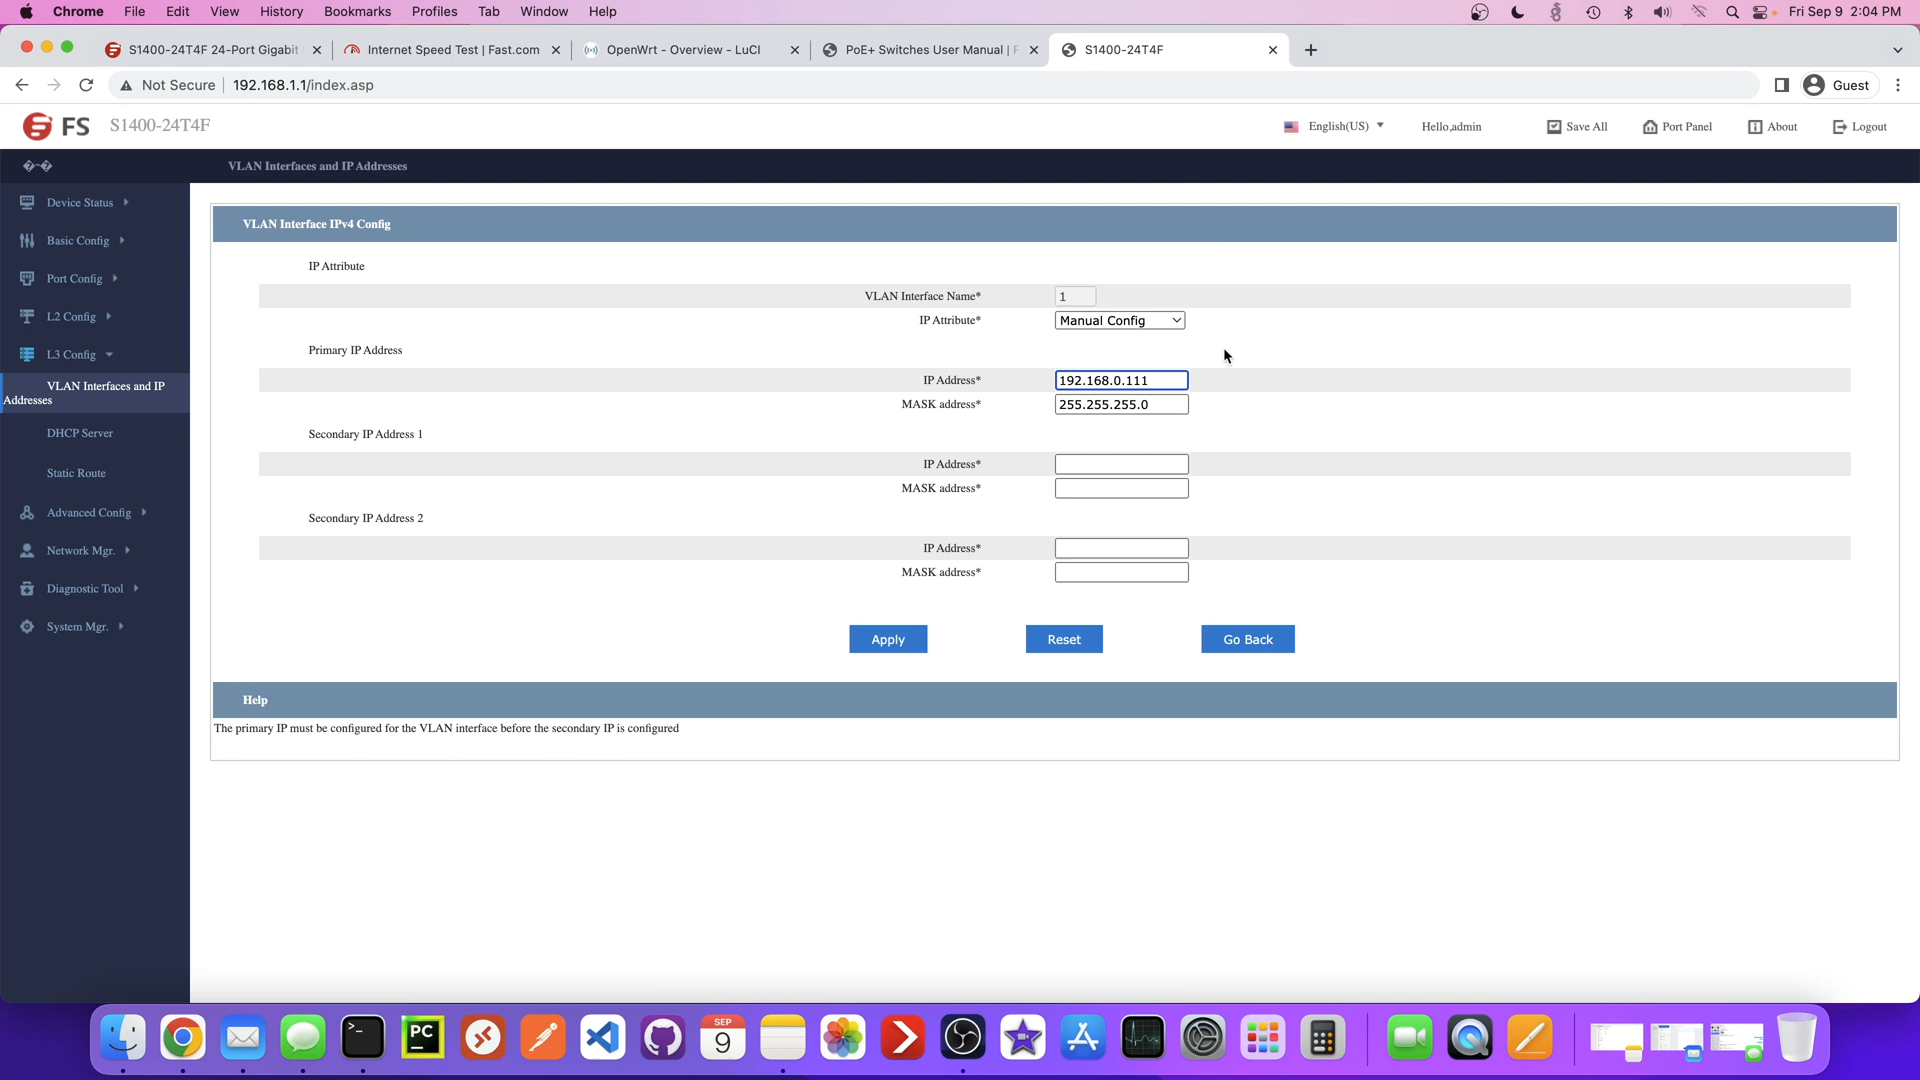 Chrome File Edit View History Bookmarks Profiles Tab Window Help Fri Sep 9 2:04 PM
S1400-24T4F 24-Port Gigabit Internet Speed Test | Fast.com OpenWrt - Overview - LuCI PoE+ Switches User Manual | F S1400-24T4F
Not Secure 192.168.1.1/index.asp Guest
FS S1400-24T4F English(US) Hello,admin Save All Port Panel About Logout
�~� VLAN Interfaces and IP Addresses
Device Status
Basic Config
Port Config
L2 Config
L3 Config
VLAN Interfaces and IP
Addresses
DHCP Server
Static Route
Advanced Config
Network Mgr.
Diagnostic Tool
System Mgr.
VLAN Interface IPv4 Config
IP Attribute
VLAN Interface Name* 1
IP Attribute* Manual Config
Primary IP Address
IP Address* 192.168.0.111
MASK address* 255.255.255.0
Secondary IP Address 1
IP Address*
MASK address*
Secondary IP Address 2
IP Address*
MASK address*
Apply Reset Go Back
Help
The primary IP must be configured for the VLAN interface before the secondary IP is configured
PC
SEP
9